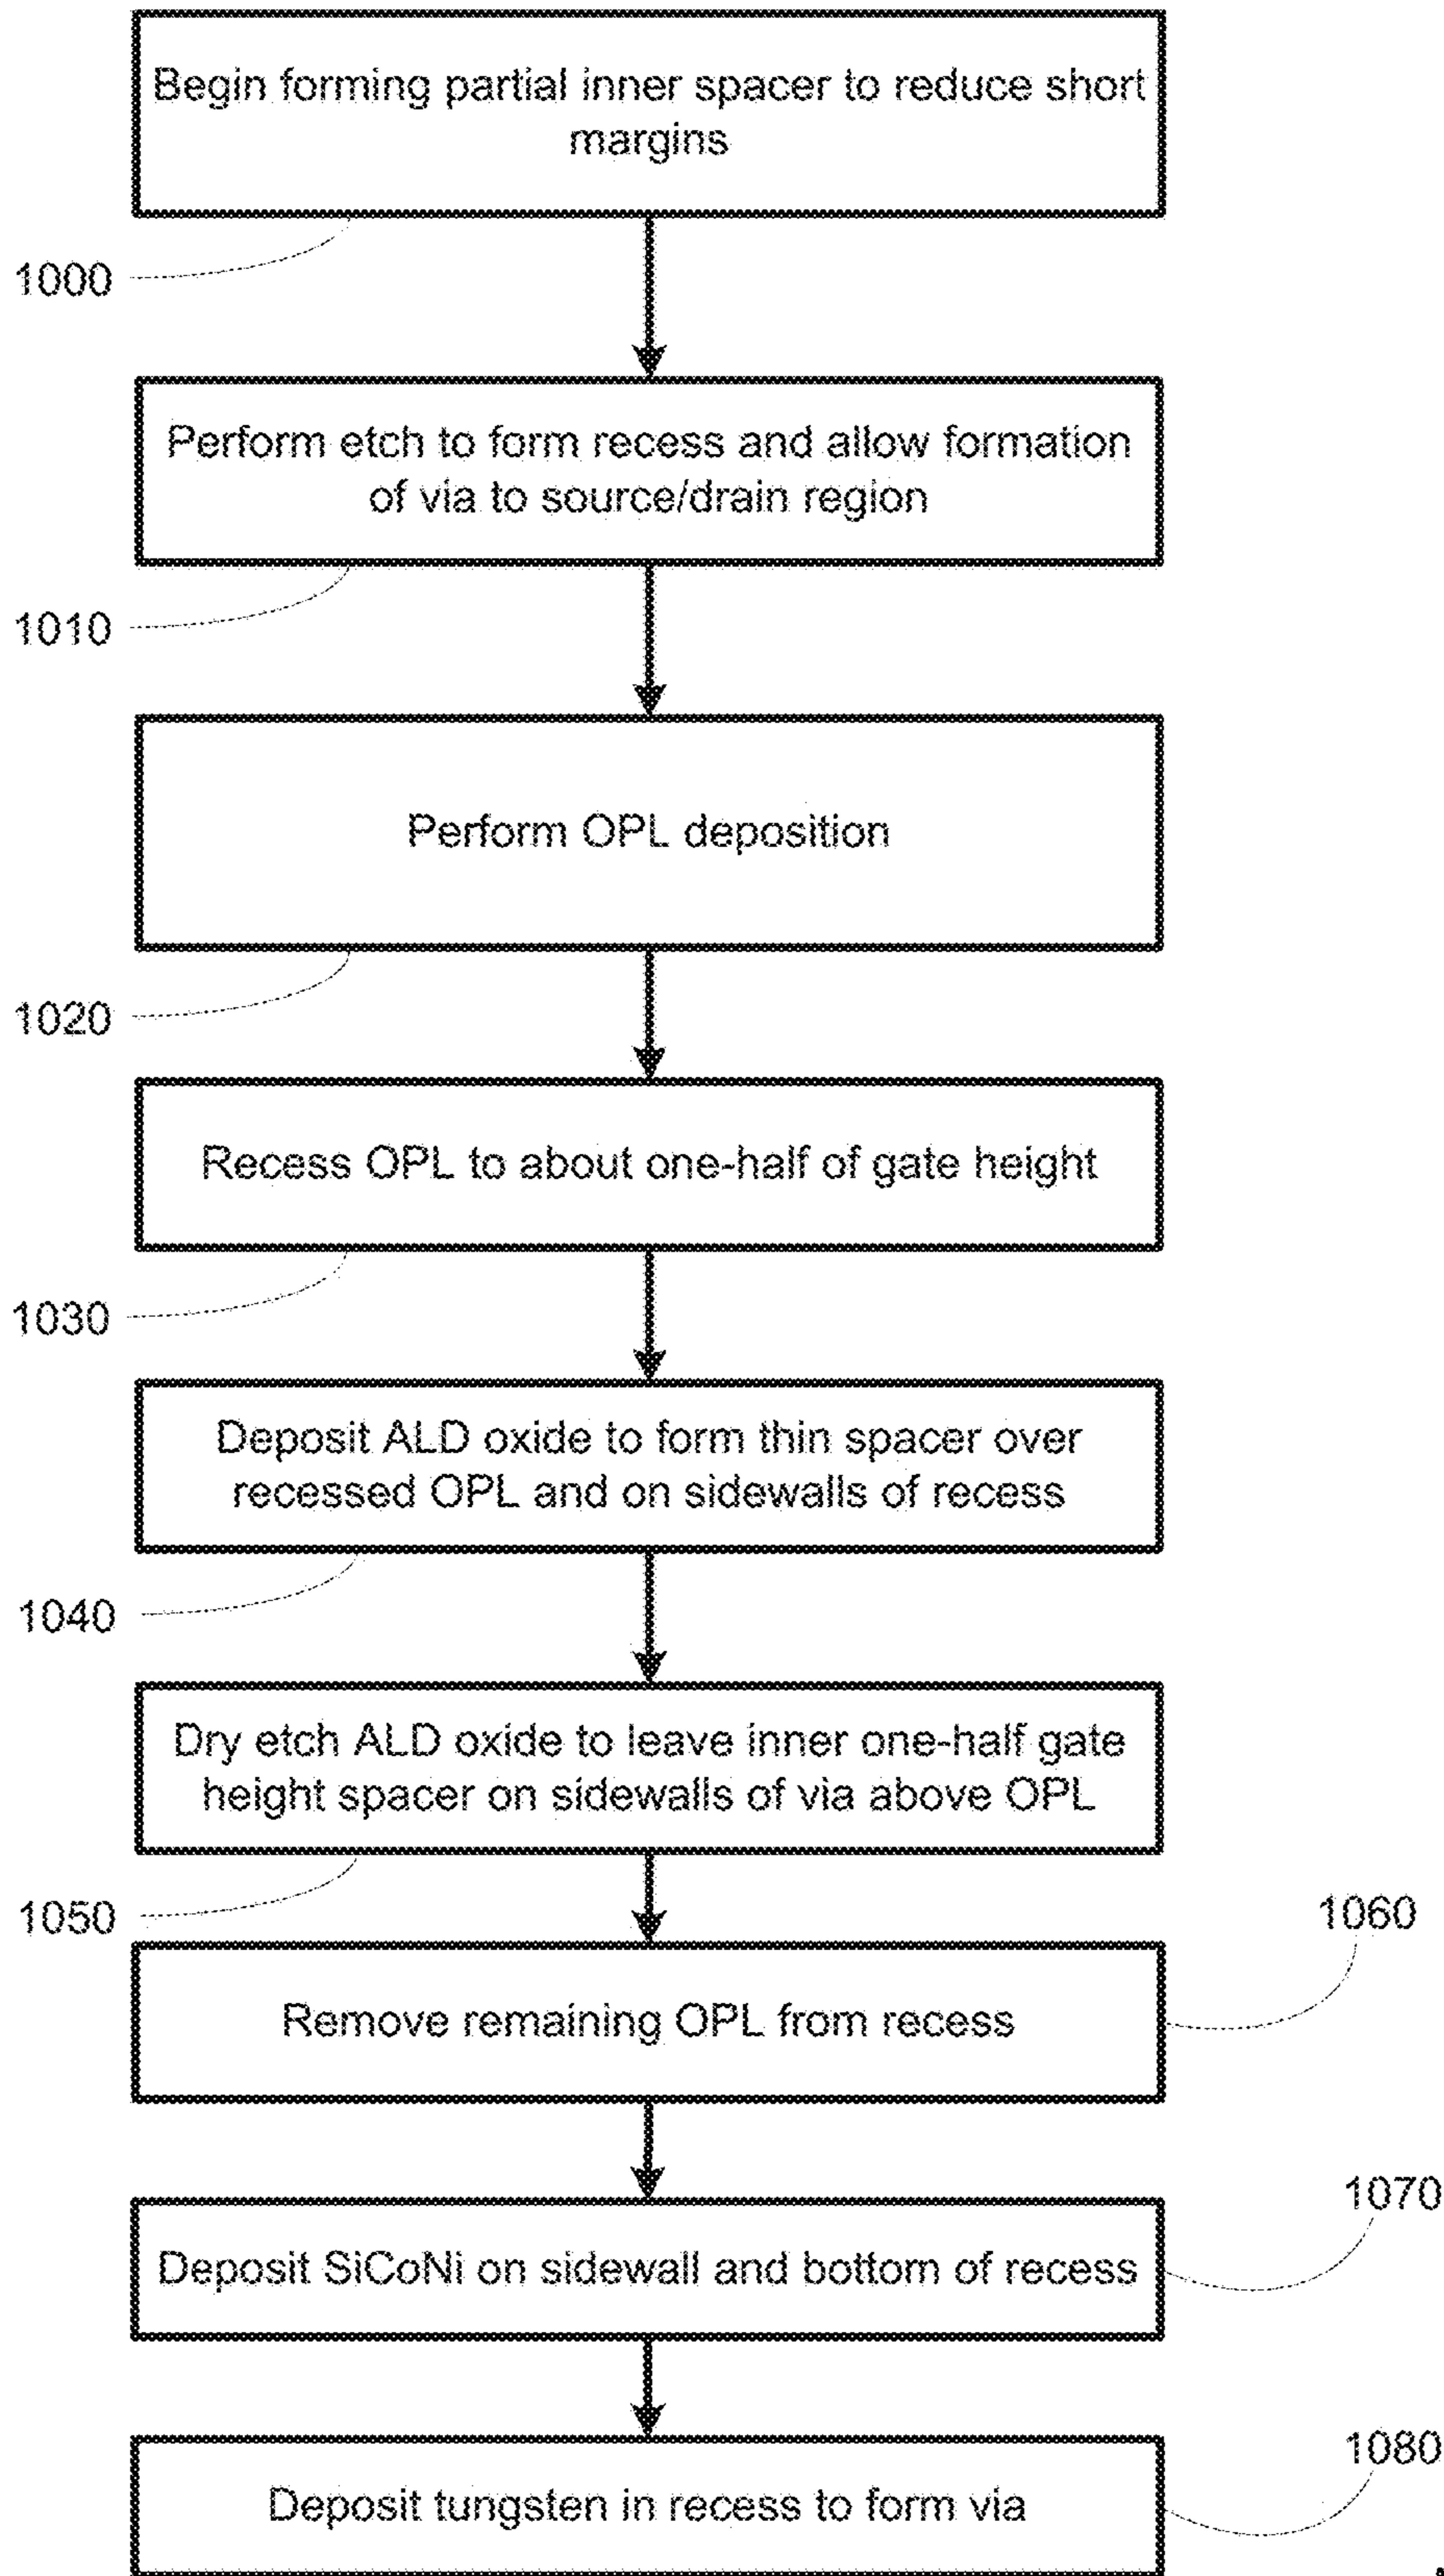 Begin forming partial inner spacer to reduce short
margins
1000
Perform etch to form recess and allow formation
of via to source/drain region
1010
Perform OPL deposition
1020
Recess OPL to about one-half of gate height
1030
Deposit ALD oxide to form thin spacer over
recessed OPL and on sidewalls of recess
1040
Dry etch ALD oxide to leave inner one-half gate
height spacer on sidewalls of via above OPL
1050
1060
Remove remaining OPL from recess
1070
Deposit SiCoNi on sidewall and bottom of recess
1080
Deposit tungsten in recess to form via